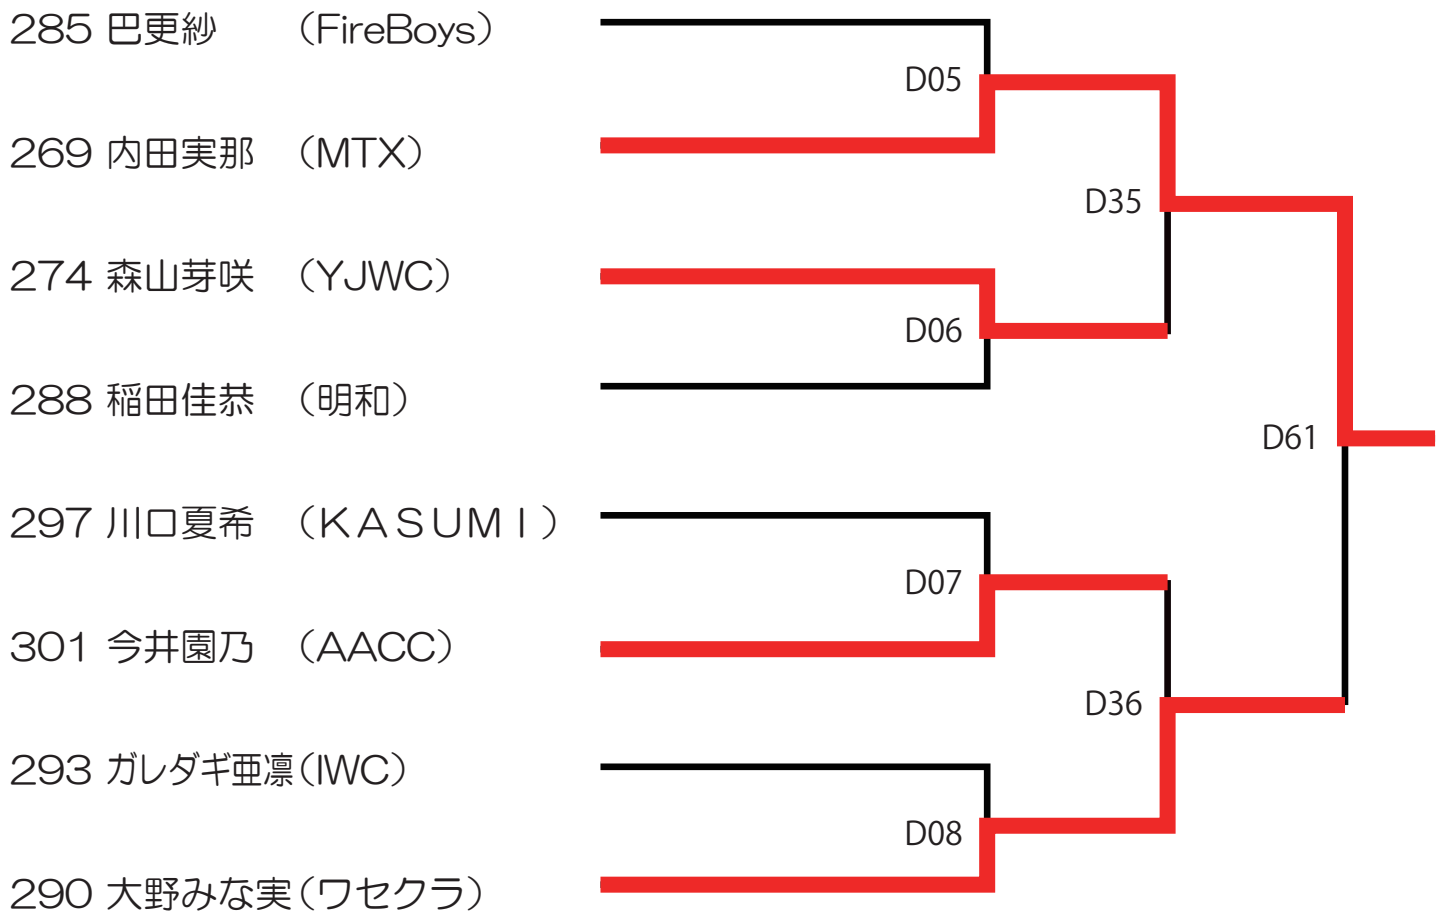 285 巴更紗 （FireBoys）
D05
269 内田実那 （MTX）
D35
274 森山芽咲 （YJWC）
D06
288 稲田佳恭 （明和）
D61
297 川口夏希 （ＫＡＳＵＭＩ）
D07
301 今井園乃 （AACC）
D36
293 ガレダギ亜凛（IWC）
D08
290 大野みな実（ワセクラ）